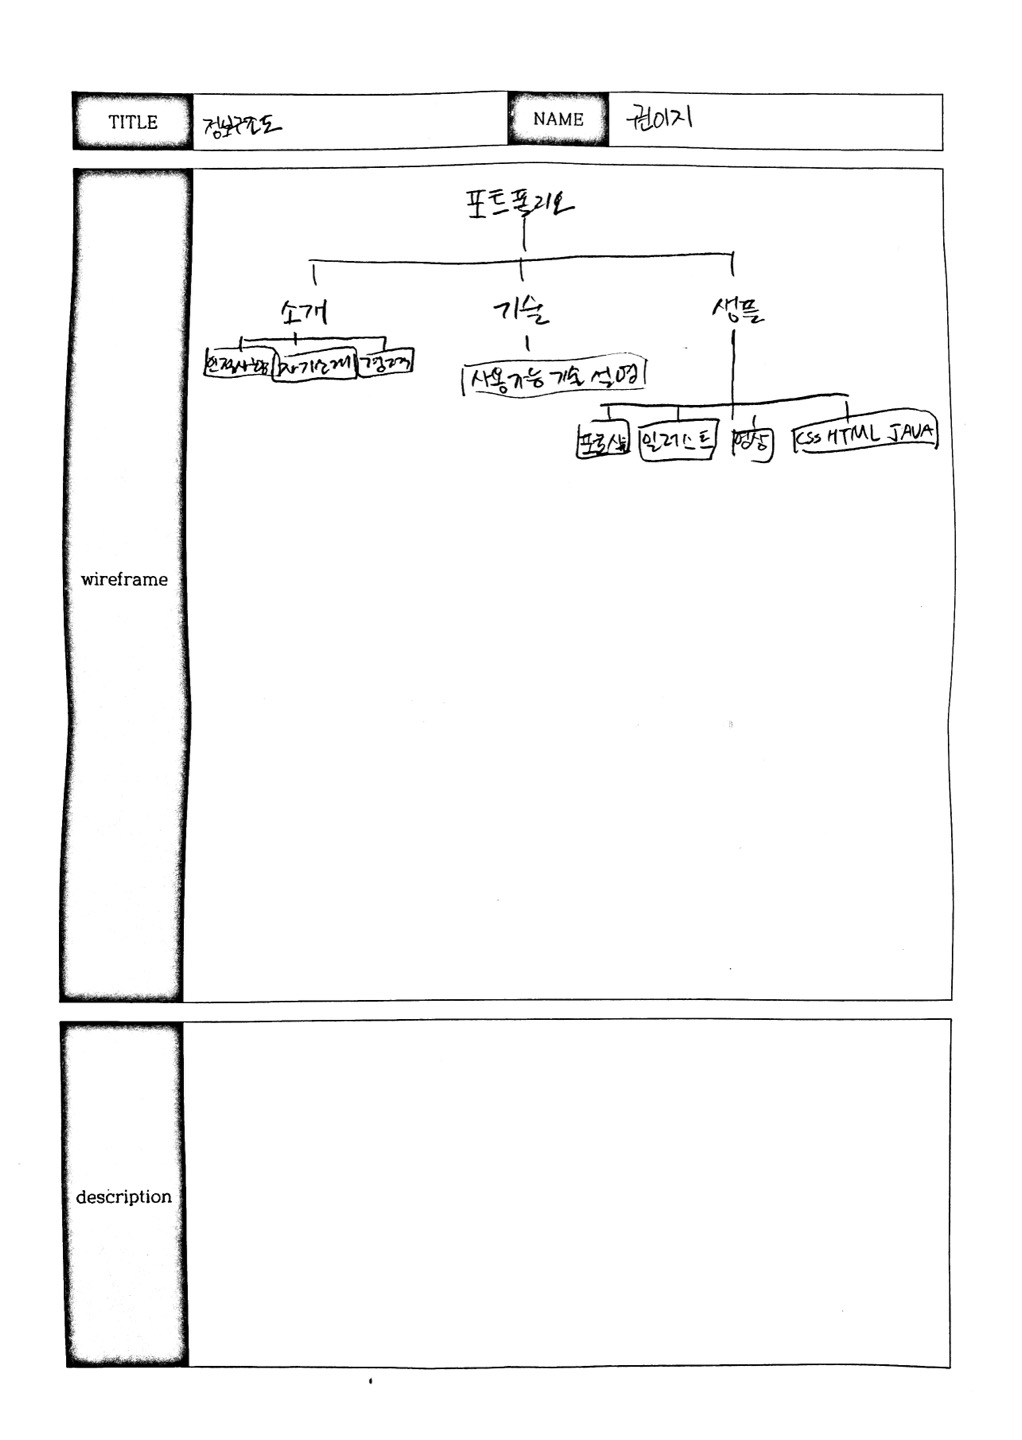 TITLE 정보구조도 NAME 권이지
포트폴리오
소개 기술 샘플
인적사항 자기소개 경력 사용가능 기술 설명
포토샵 일러스트 영상 CSS HTML JAVA
wireframe
description